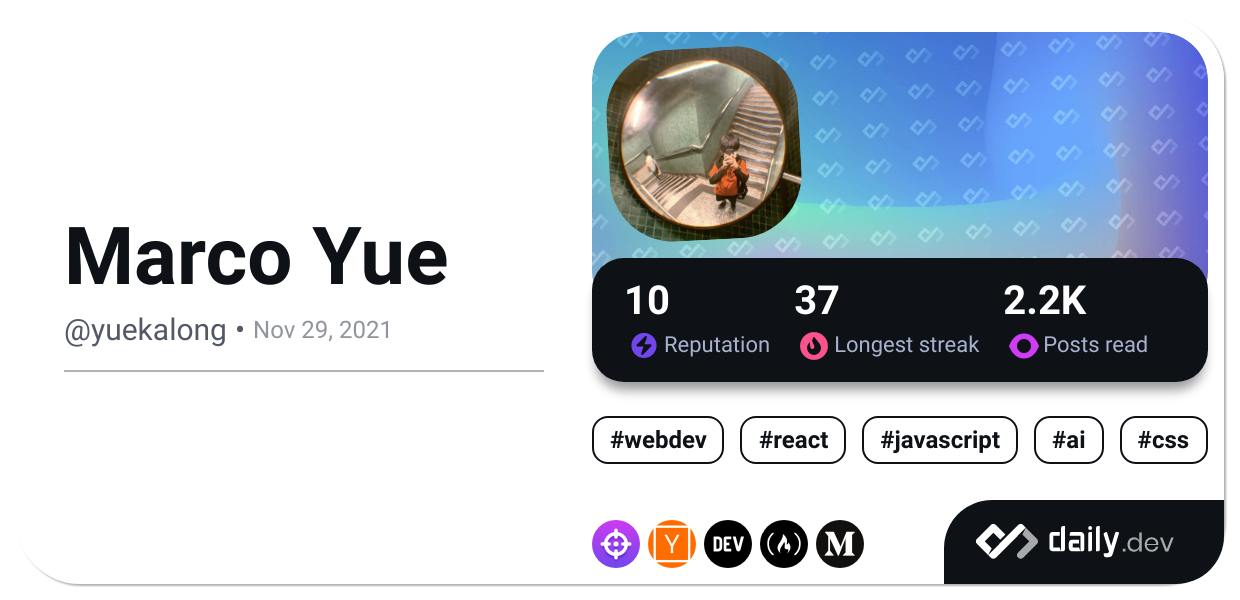 Marco Yue
@yuekalong • Nov 29, 2021
10 37 2.2K
Reputation Longest streak Posts read
#webdev #react #javascript #ai #css
Y DEV M
daily.dev